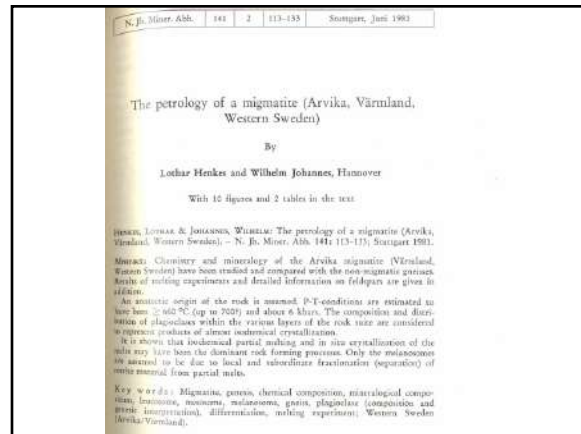 N. Jb. Miner. Abh. 141 2 113–133 Stuttgart, Juni 1981
The petrology of a migmatite (Arvika, Värmland,
Western Sweden)
By
Lothar Henkes and Wilhelm Johannes, Hannover
With 10 figures and 2 tables in the text
HENKES, LOTHAR & JOHANNES, WILHELM: The petrology of a migmatite (Arvika,
Värmland, Western Sweden). – N. Jb. Miner. Abh. 141: 113–133; Stuttgart 1981.
Abstract: Chemistry and mineralogy of the Arvika migmatite (Värmland,
Western Sweden) have been studied and compared with the non-migmatic gneisses.
Results of melting experiments and detailed information on feldspars are given in
addition.
An anatectic origin of the rock is assumed. P-T-conditions are estimated to
have been ≥ 660 °C (up to 700°) and about 6 kbars. The composition and distri-
bution of plagioclases within the various layers of the rock suite are considered
to represent products of almost isochemical crystallization.
It is shown that isochemical partial melting and in situ crystallization of the
melts may have been the dominant rock forming processes. Only the melanosomes
are assumed to be due to local and subordinate fractionation (separation) of
restite material from partial melts.
Key words: Migmatite, genesis, chemical composition, mineralogical compo-
sition, leucosome, mesosome, melanosome, gneiss, plagioclase (composition and
genetic interpretation), differentiation, melting experiment; Western Sweden
(Arvika/Värmland).